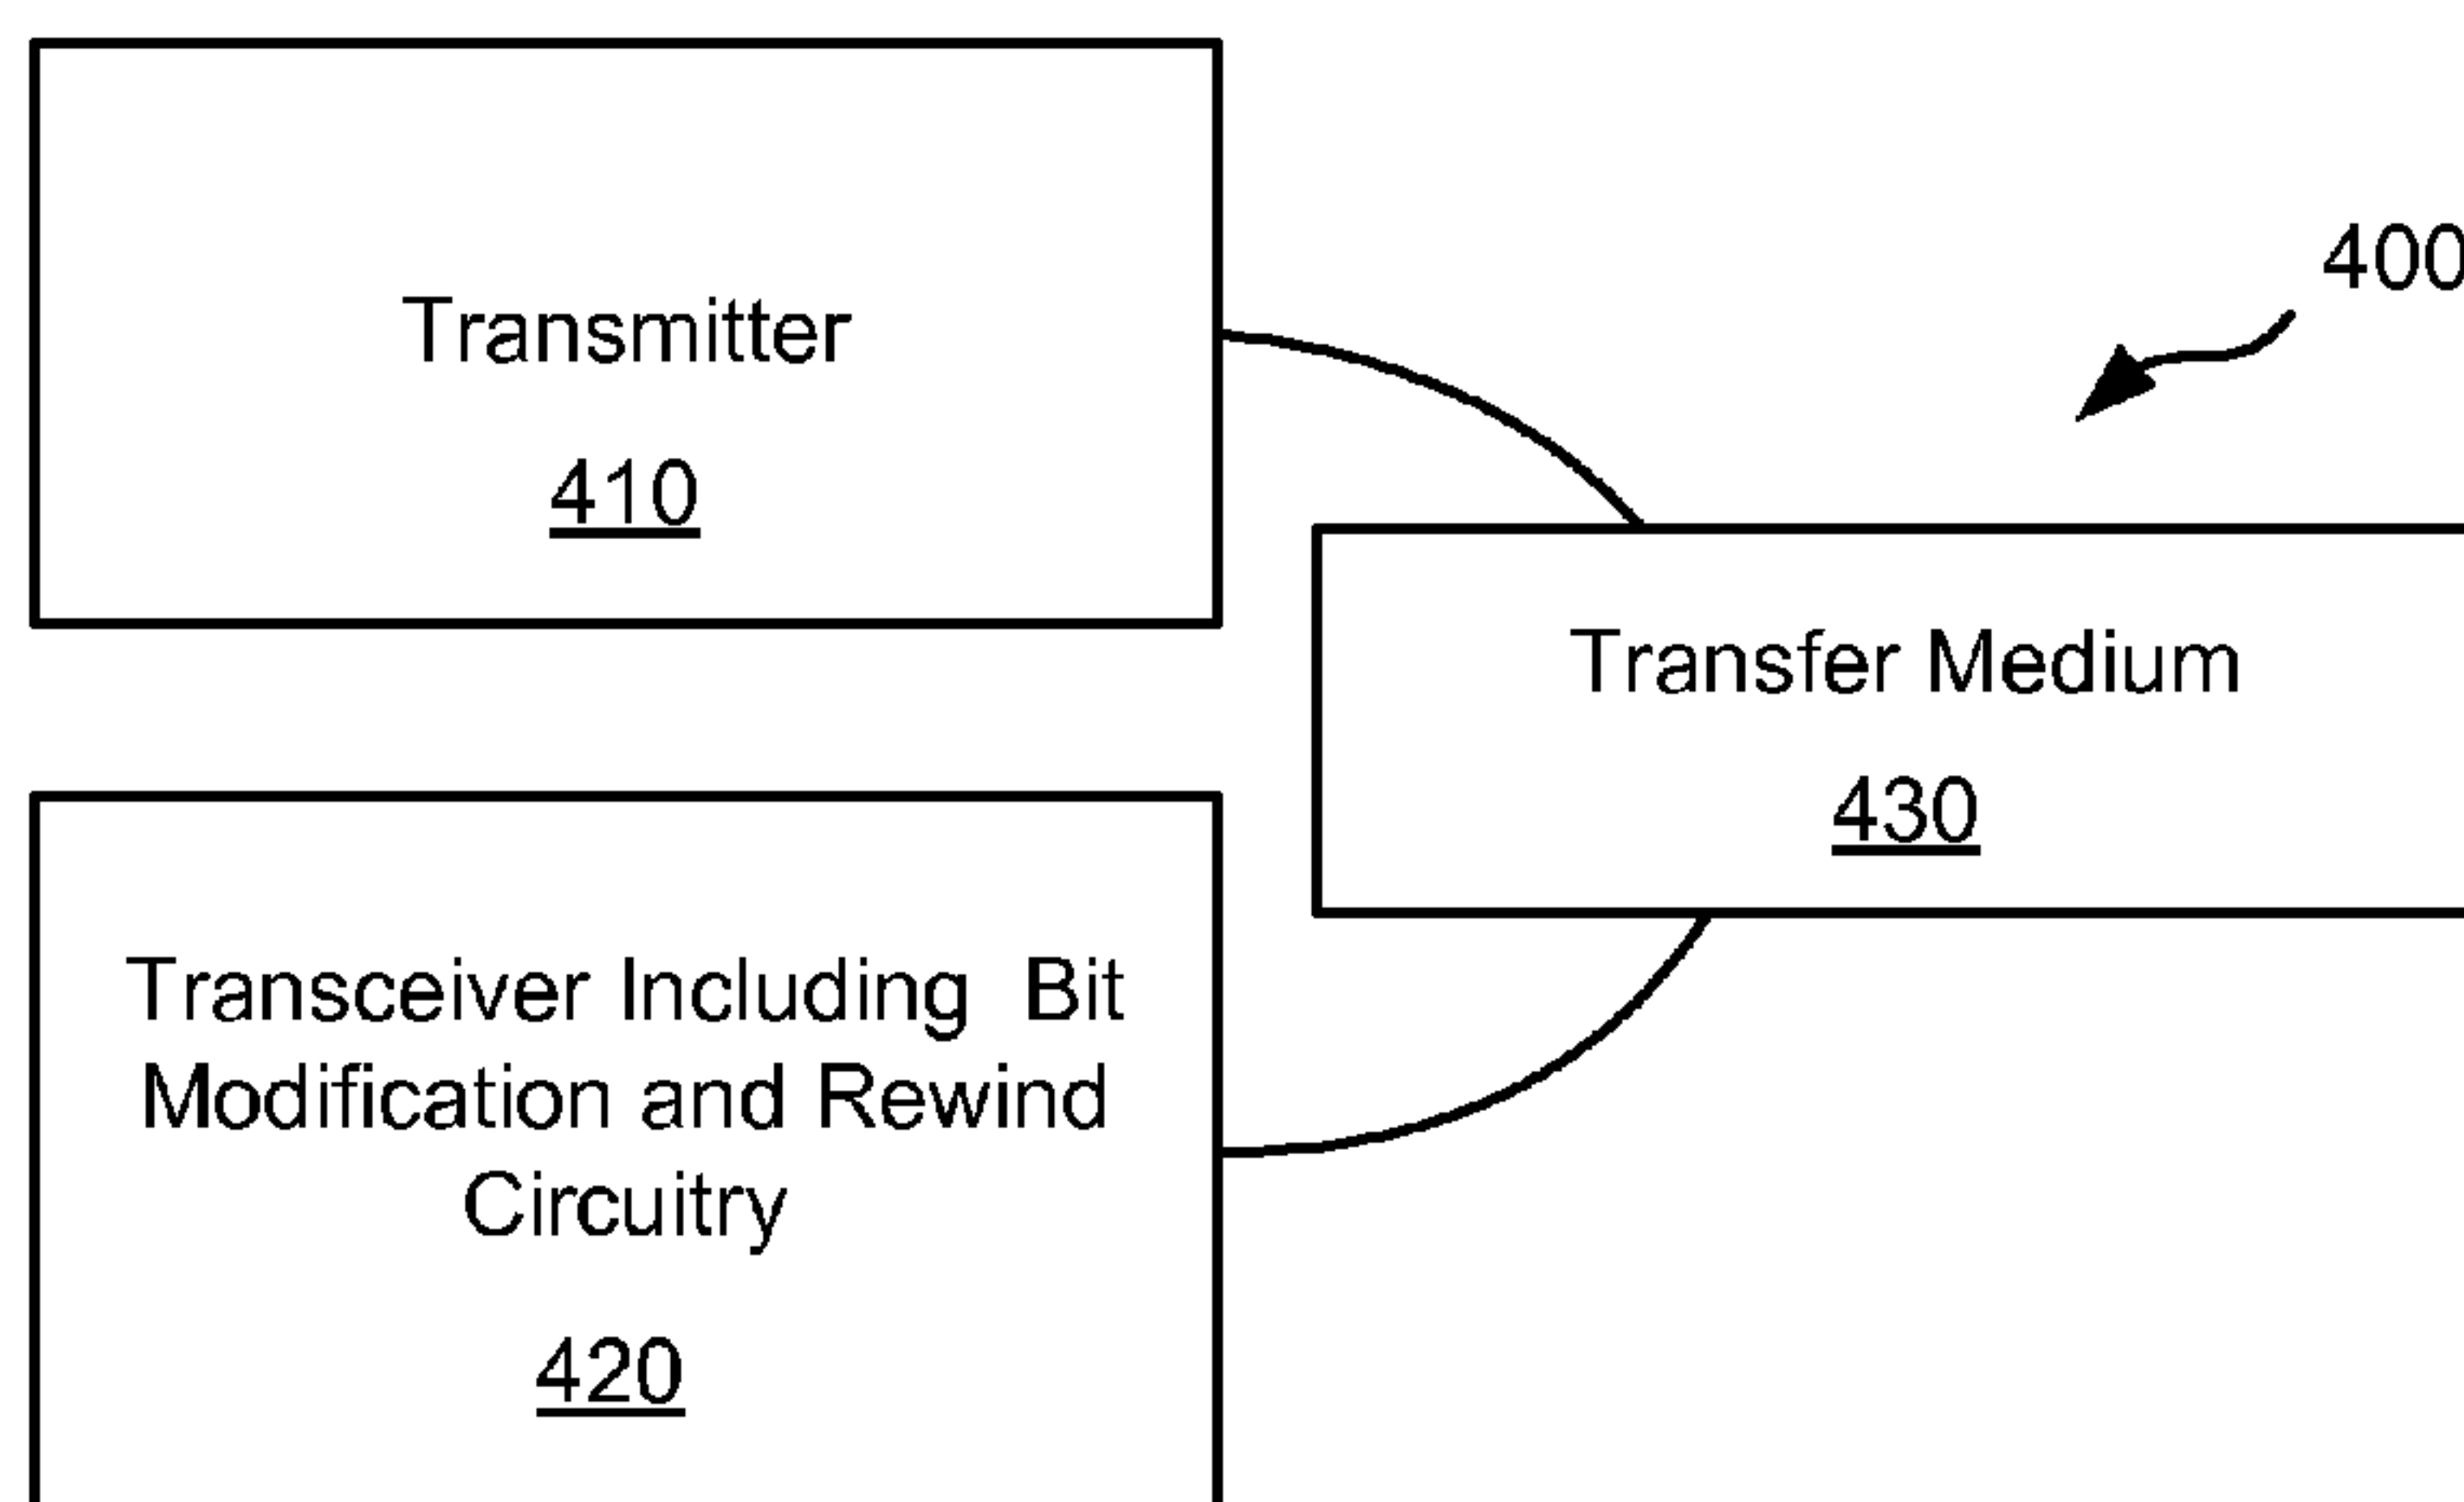 Transmitter
410
400
Transfer Medium
430
Transceiver Including Bit
Modification and Rewind
Circuitry
420